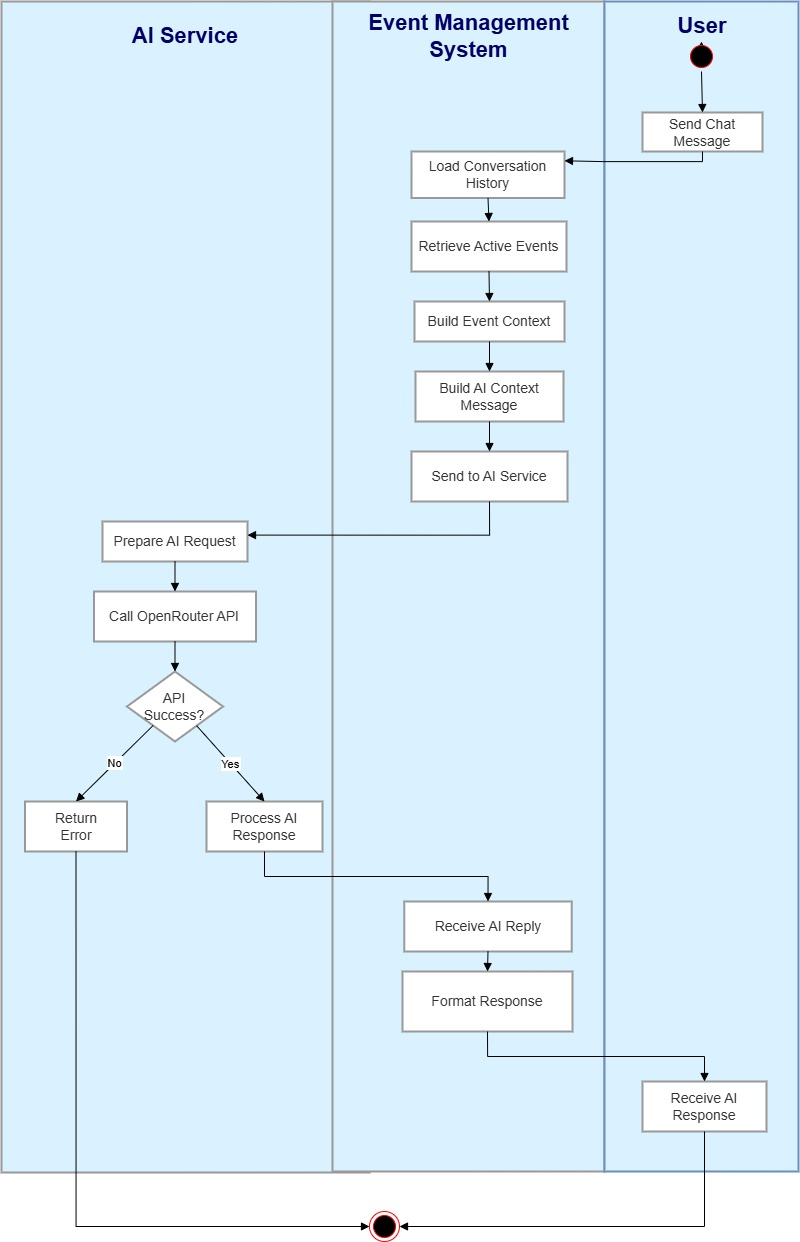 AI Service
Event Management
System
User
Send Chat
Message
Load Conversation
History
Retrieve Active Events
Build Event Context
Build AI Context
Message
Send to AI Service
Prepare AI Request
Call OpenRouter API
API
Success?
No
Yes
Return
Error
Process AI
Response
Receive AI Reply
Format Response
Receive AI
Response